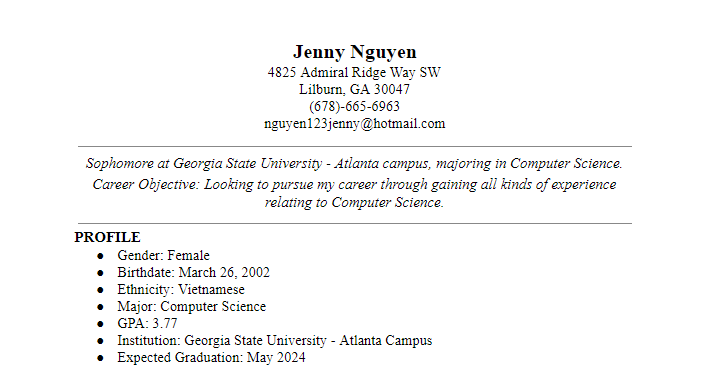 Jenny Nguyen
4825 Admiral Ridge Way SW
Lilburn, GA 30047
(678)-665-6963
nguyen123jenny@hotmail.com
Sophomore at Georgia State University - Atlanta campus, majoring in Computer Science.
Career Objective: Looking to pursue my career through gaining all kinds of experience
relating to Computer Science.
PROFILE
● Gender: Female
● Birthdate: March 26, 2002
● Ethnicity: Vietnamese
● Major: Computer Science
● GPA: 3.77
● Institution: Georgia State University - Atlanta Campus
● Expected Graduation: May 2024